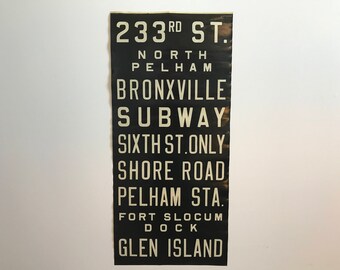 233RD ST.
NORTH
PELHAM
BRONXVILLE
SUBWAY
SIXTH ST. ONLY
SHORE ROAD
PELHAM STA.
FORT SLOCUM
DOCK
GLEN ISLAND